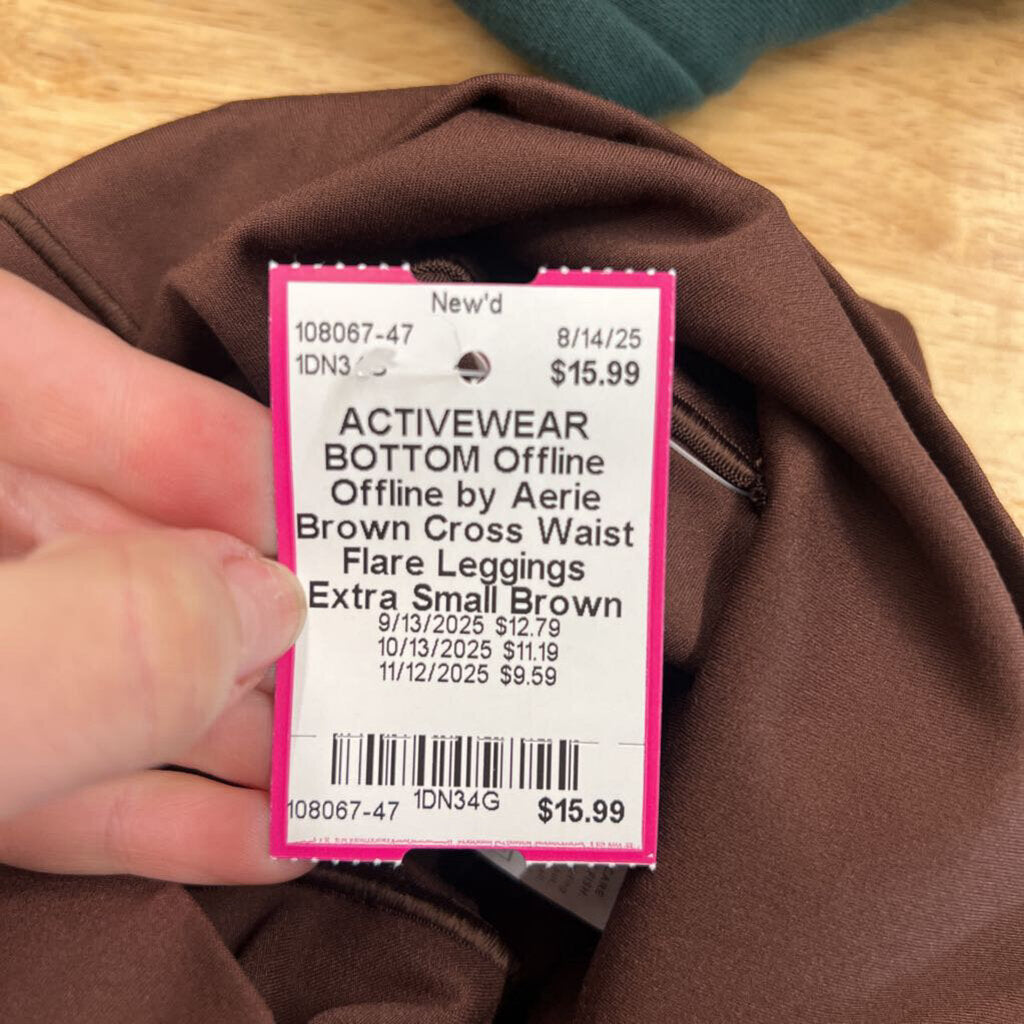 New'd
108067-47 8/14/25
1DN3 $15.99
ACTIVEWEAR
BOTTOM Offline
Offline by Aerie
Brown Cross Waist
Flare Leggings
Extra Small Brown
9/13/2025 $12.79
10/13/2025 $11.19
11/12/2025 $9.59
108067-47 1DN34G $15.99